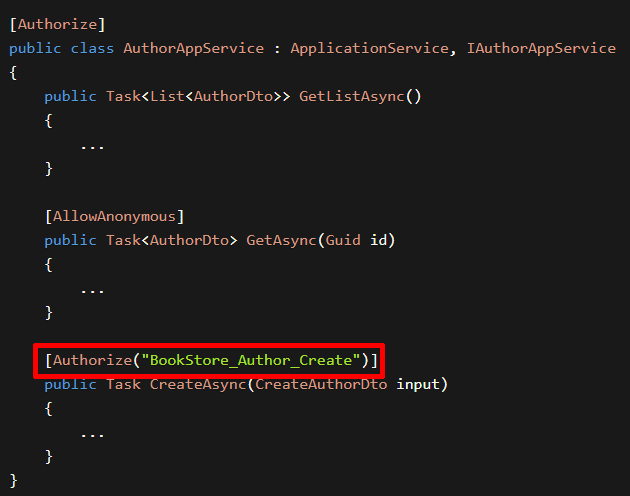 [Authorize]
public class AuthorAppService : ApplicationService, IAuthorAppService
{
    public Task<List<AuthorDto>> GetListAsync()
    {
        ...
    }

    [AllowAnonymous]
    public Task<AuthorDto> GetAsync(Guid id)
    {
        ...
    }

    [Authorize("BookStore_Author_Create")]
    public Task CreateAsync(CreateAuthorDto input)
    {
        ...
    }
}